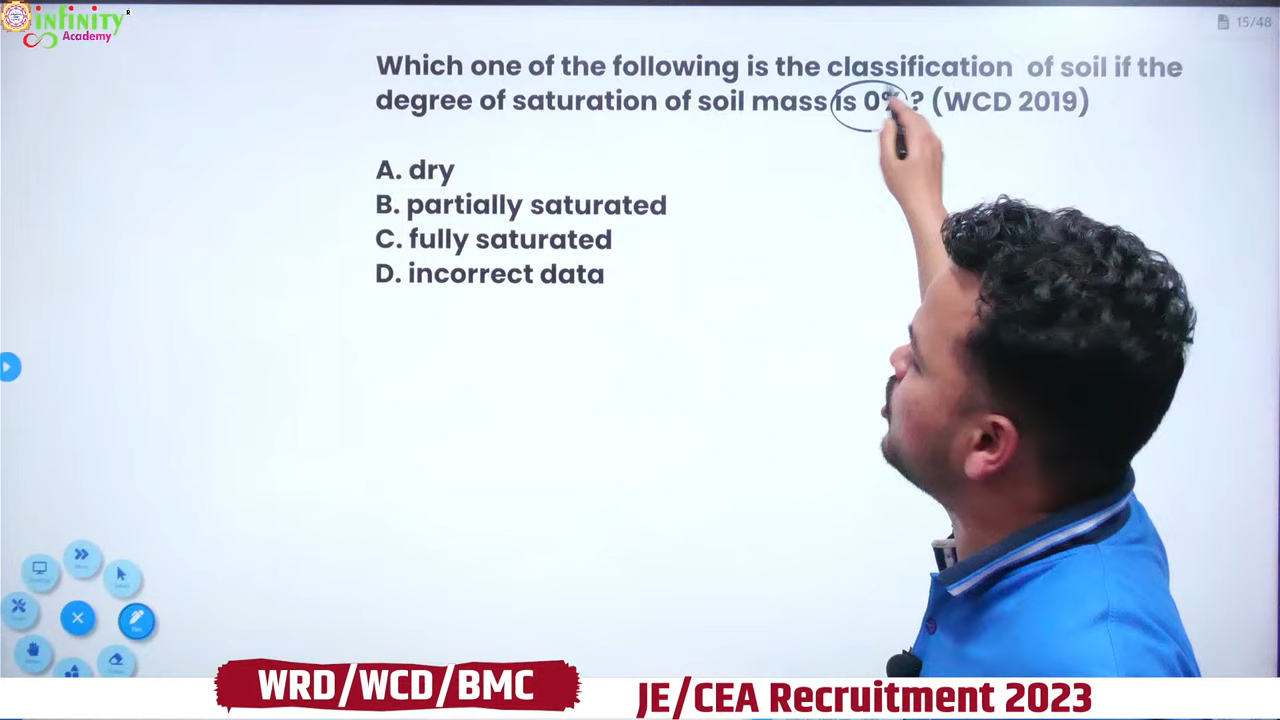 infinity
Academy
15/48
Which one of the following is the classification of soil if the
degree of saturation of soil mass is 0% ? (WCD 2019)
A. dry
B. partially saturated
C. fully saturated
D. incorrect data
WRD/WCD/BMC
JE/CEA Recruitment 2023